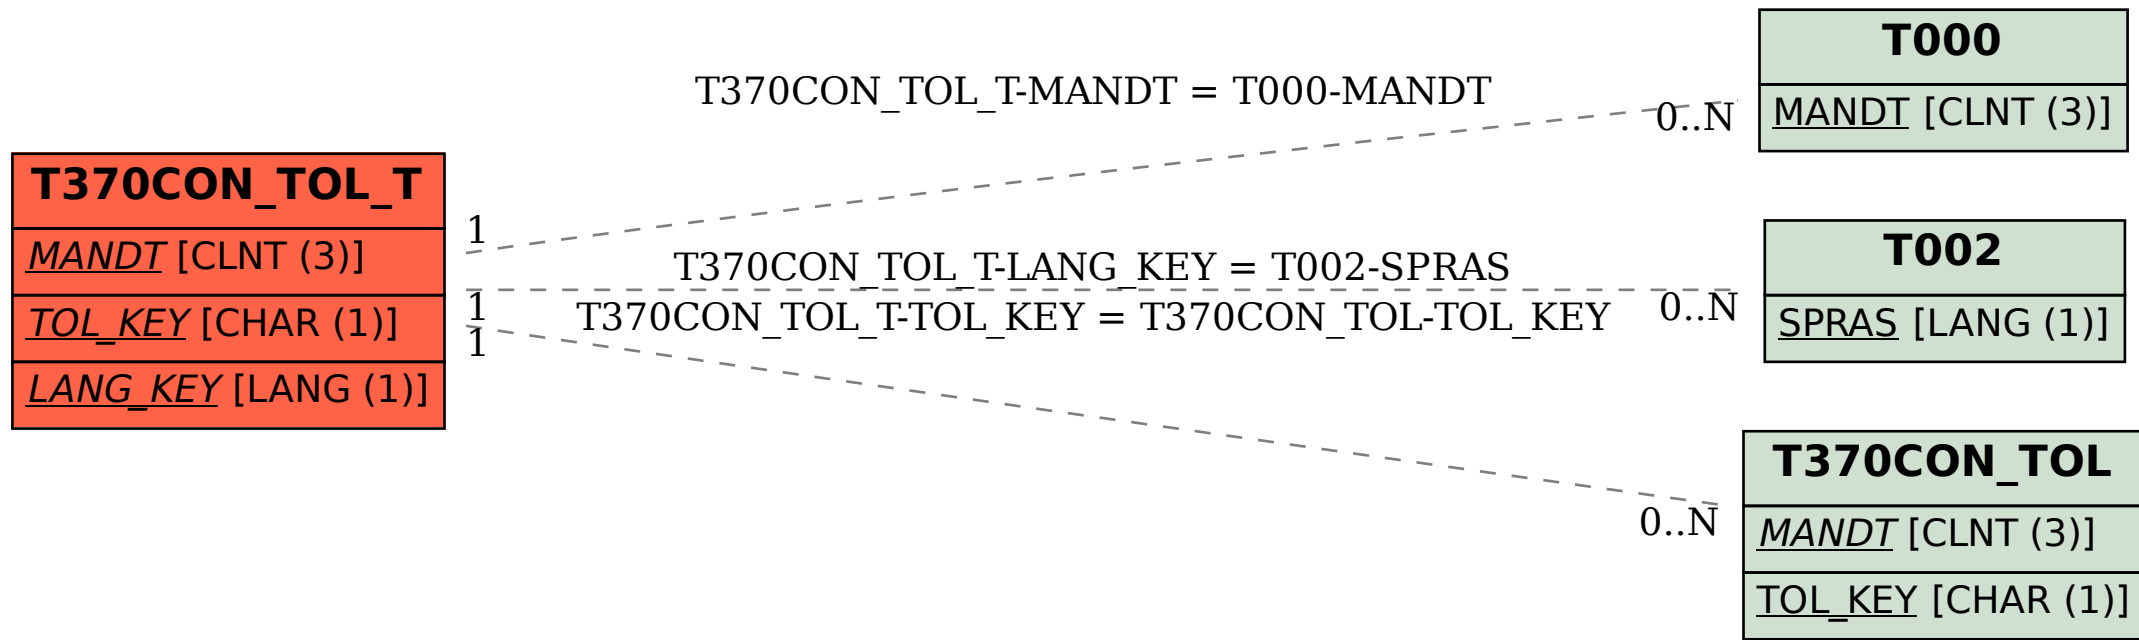 T370CON_TOL_T
MANDT [CLNT (3)]
TOL_KEY [CHAR (1)]
LANG_KEY [LANG (1)]
T370CON_TOL_T-MANDT = T000-MANDT
1
0..N
T370CON_TOL_T-LANG_KEY = T002-SPRAS
1
0..N
T370CON_TOL_T-TOL_KEY = T370CON_TOL-TOL_KEY
1
0..N
T000
MANDT [CLNT (3)]
T002
SPRAS [LANG (1)]
T370CON_TOL
MANDT [CLNT (3)]
TOL_KEY [CHAR (1)]